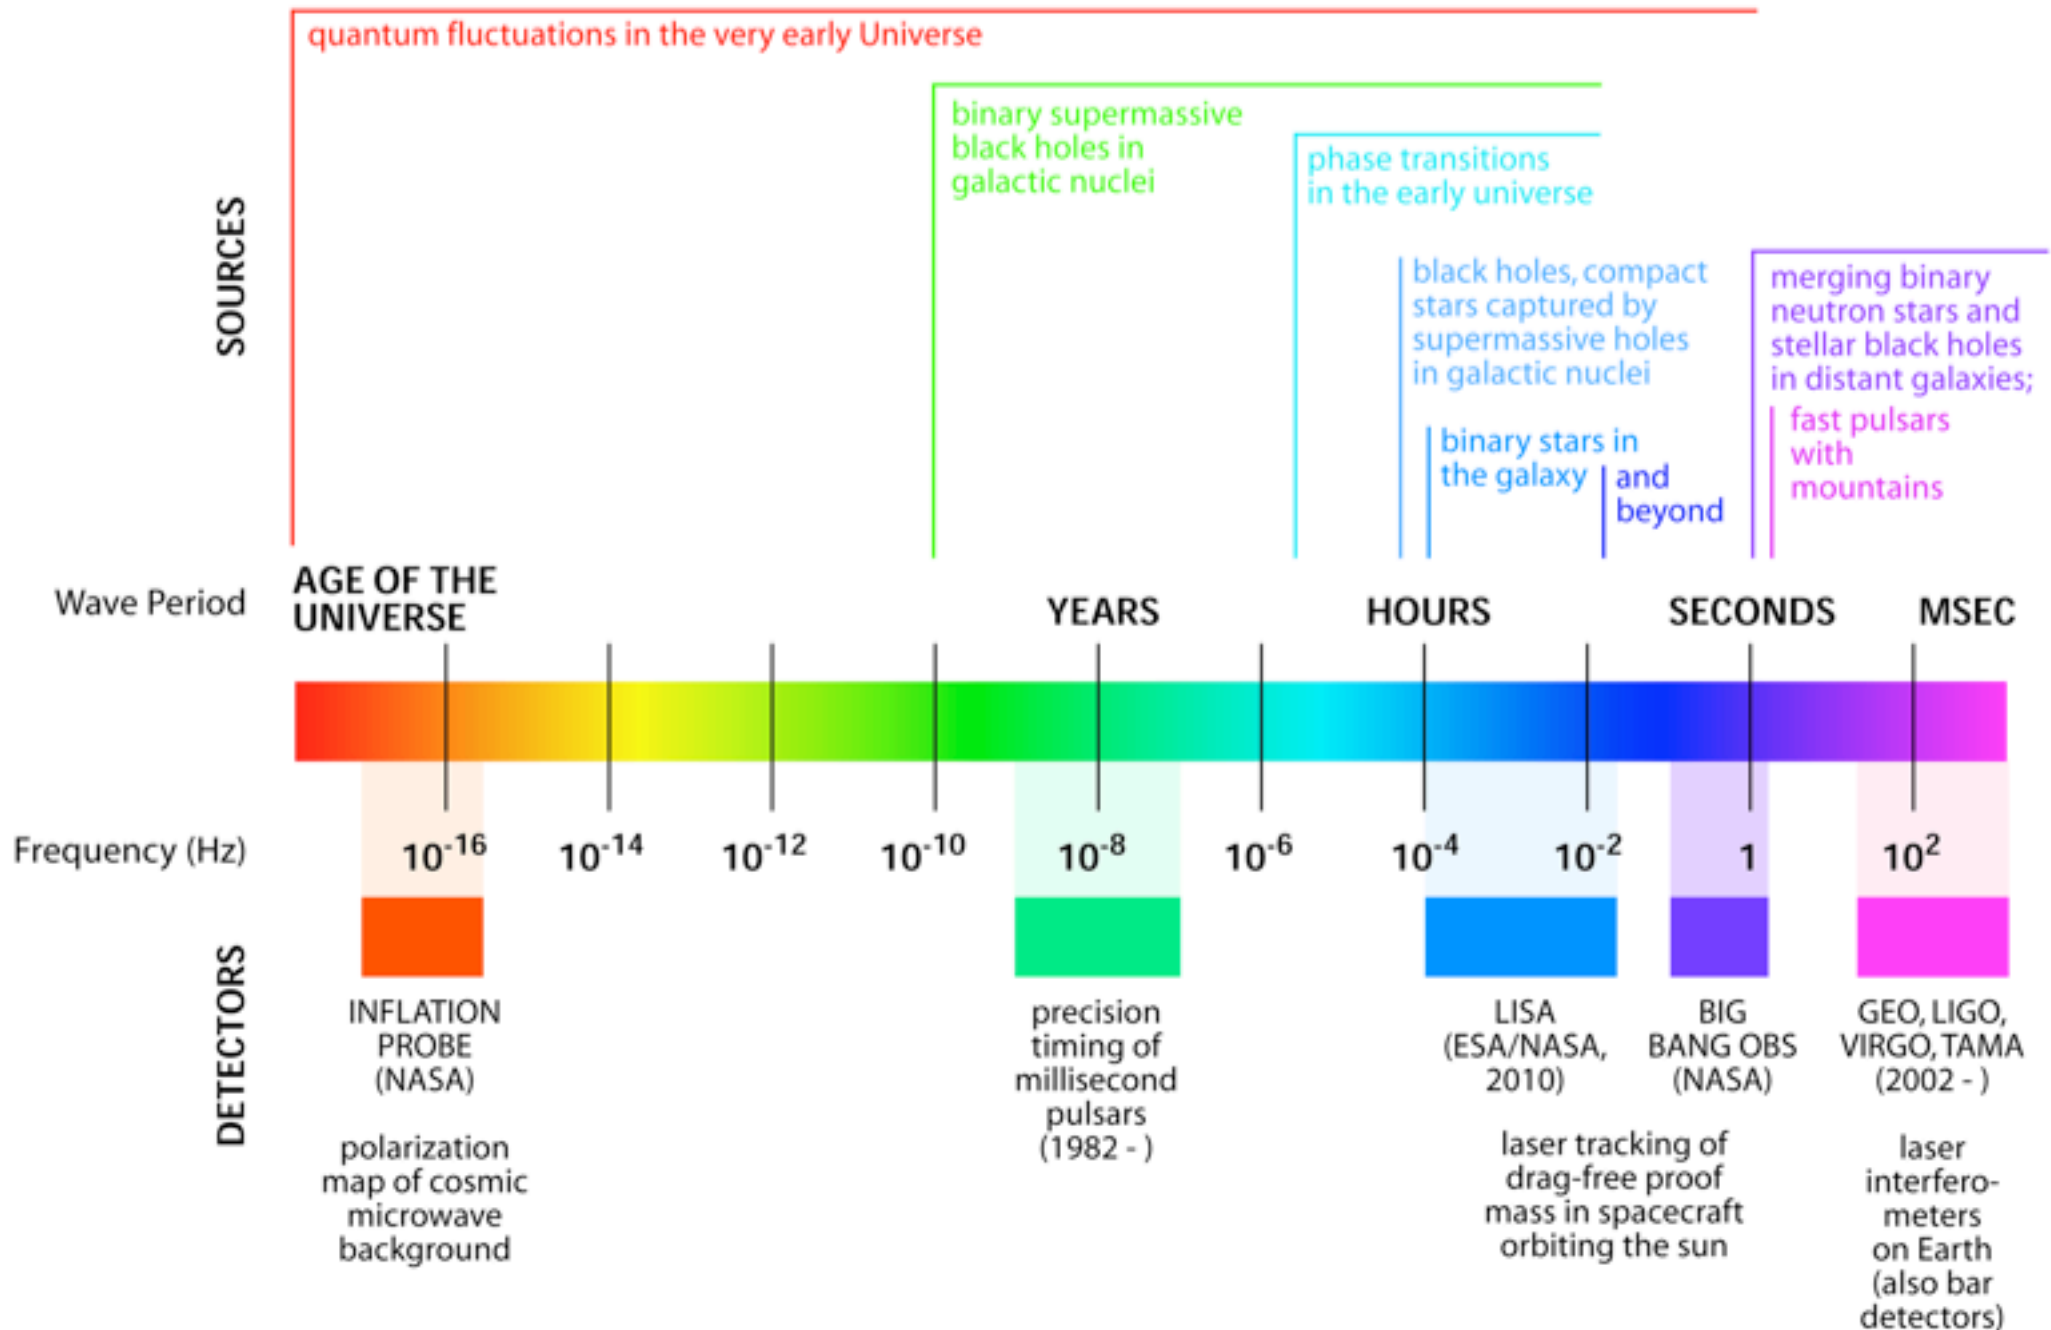 quantum fluctuations in the very early Universe
binary supermassive
black holes in
galactic nuclei
phase transitions
in the early universe
SOURCES
black holes, compact
stars captured by
supermassive holes
in galactic nuclei
merging binary
neutron stars and
stellar black holes
in distant galaxies;
fast pulsars
with
mountains
binary stars in
the galaxy
and
beyond
Wave Period
AGE OF THE
UNIVERSE
YEARS
HOURS
SECONDS
MSEC
Frequency (Hz)
10⁻¹⁶ 10⁻¹⁴ 10⁻¹² 10⁻¹⁰ 10⁻⁸ 10⁻⁶ 10⁻⁴ 10⁻² 1 10²
DETECTORS
INFLATION
PROBE
(NASA)
polarization
map of cosmic
microwave
background
precision
timing of
millisecond
pulsars
(1982 - )
LISA
(ESA/NASA,
2010)
BIG
BANG OBS
(NASA)
laser tracking of
drag-free proof
mass in spacecraft
orbiting the sun
GEO, LIGO,
VIRGO, TAMA
(2002 - )
laser
interfero-
meters
on Earth
(also bar
detectors)